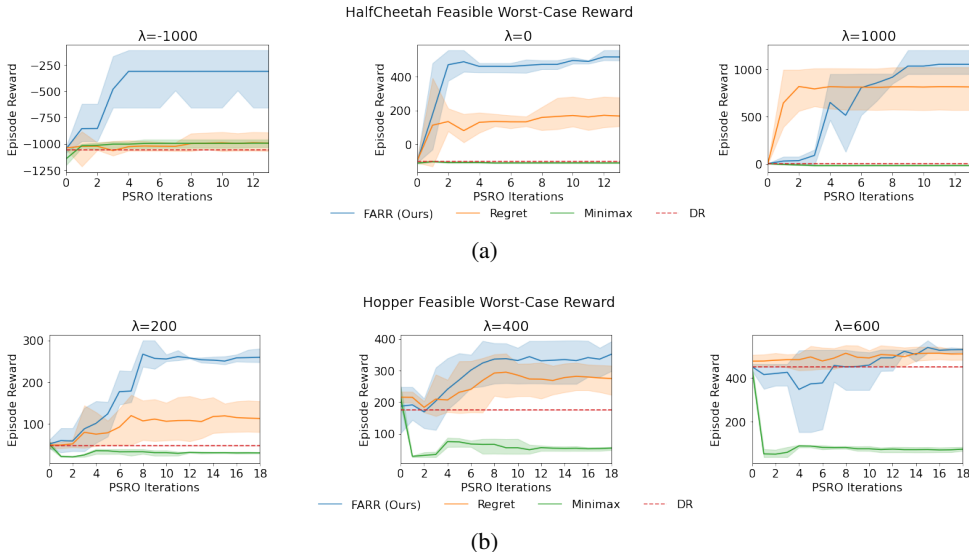 HalfCheetah Feasible Worst-Case Reward
λ=-1000
λ=0
λ=1000
Episode Reward
−250
−500
−750
−1000
−1250
0 2 4 6 8 10 12
PSRO Iterations
Episode Reward
400
200
0
0 2 4 6 8 10 12
PSRO Iterations
Episode Reward
1000
500
0
0 2 4 6 8 10 12
PSRO Iterations
FARR (Ours) Regret Minimax DR
(a)
Hopper Feasible Worst-Case Reward
λ=200
λ=400
λ=600
Episode Reward
300
200
100
0 2 4 6 8 10 12 14 16 18
PSRO Iterations
Episode Reward
400
300
200
100
0 2 4 6 8 10 12 14 16 18
PSRO Iterations
Episode Reward
400
200
0 2 4 6 8 10 12 14 16 18
PSRO Iterations
FARR (Ours) Regret Minimax DR
(b)